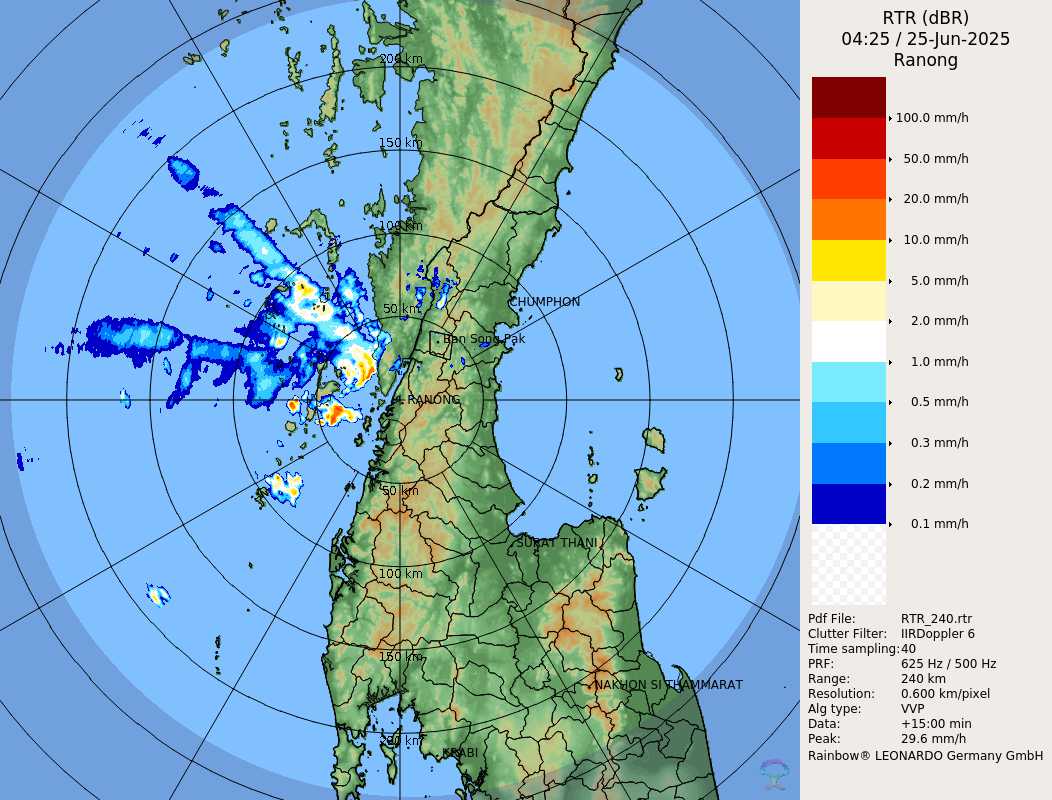 RTR (dBR)
04:25 / 25-Jun-2025
Ranong
200 km
150 km
100 km
50 km
CHUMPHON
Ban Song Pak
RANONG
50 km
SURAT THANI
100 km
150 km
NAKHON SI THAMMARAT
200 km
KRABI
100.0 mm/h
50.0 mm/h
20.0 mm/h
10.0 mm/h
5.0 mm/h
2.0 mm/h
1.0 mm/h
0.5 mm/h
0.3 mm/h
0.2 mm/h
0.1 mm/h
Pdf File: RTR_240.rtr
Clutter Filter: IIRDoppler 6
Time sampling:40
PRF: 625 Hz / 500 Hz
Range: 240 km
Resolution: 0.600 km/pixel
Alg type: VVP
Data: +15:00 min
Peak: 29.6 mm/h
Rainbow® LEONARDO Germany GmbH